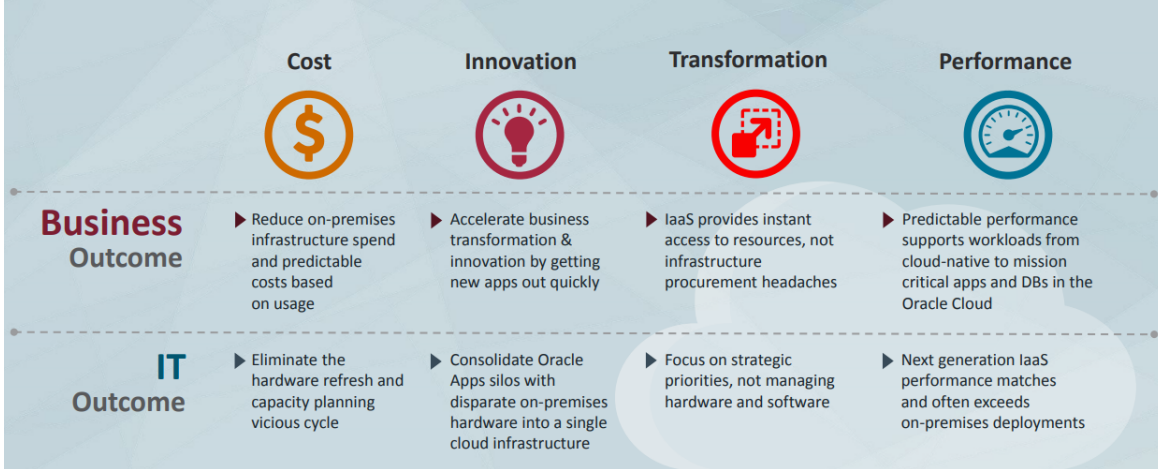 Cost
Innovation
Transformation
Performance
$
Business
Outcome
Reduce on-premises
infrastructure spend
and predictable
costs based
on usage
Accelerate business
transformation &
innovation by getting
new apps out quickly
IaaS provides instant
access to resources, not
infrastructure
procurement headaches
Predictable performance
supports workloads from
cloud-native to mission
critical apps and DBs in the
Oracle Cloud
IT
Outcome
Eliminate the
hardware refresh and
capacity planning
vicious cycle
Consolidate Oracle
Apps silos with
disparate on-premises
hardware into a single
cloud infrastructure
Focus on strategic
priorities, not managing
hardware and software
Next generation IaaS
performance matches
and often exceeds
on-premises deployments